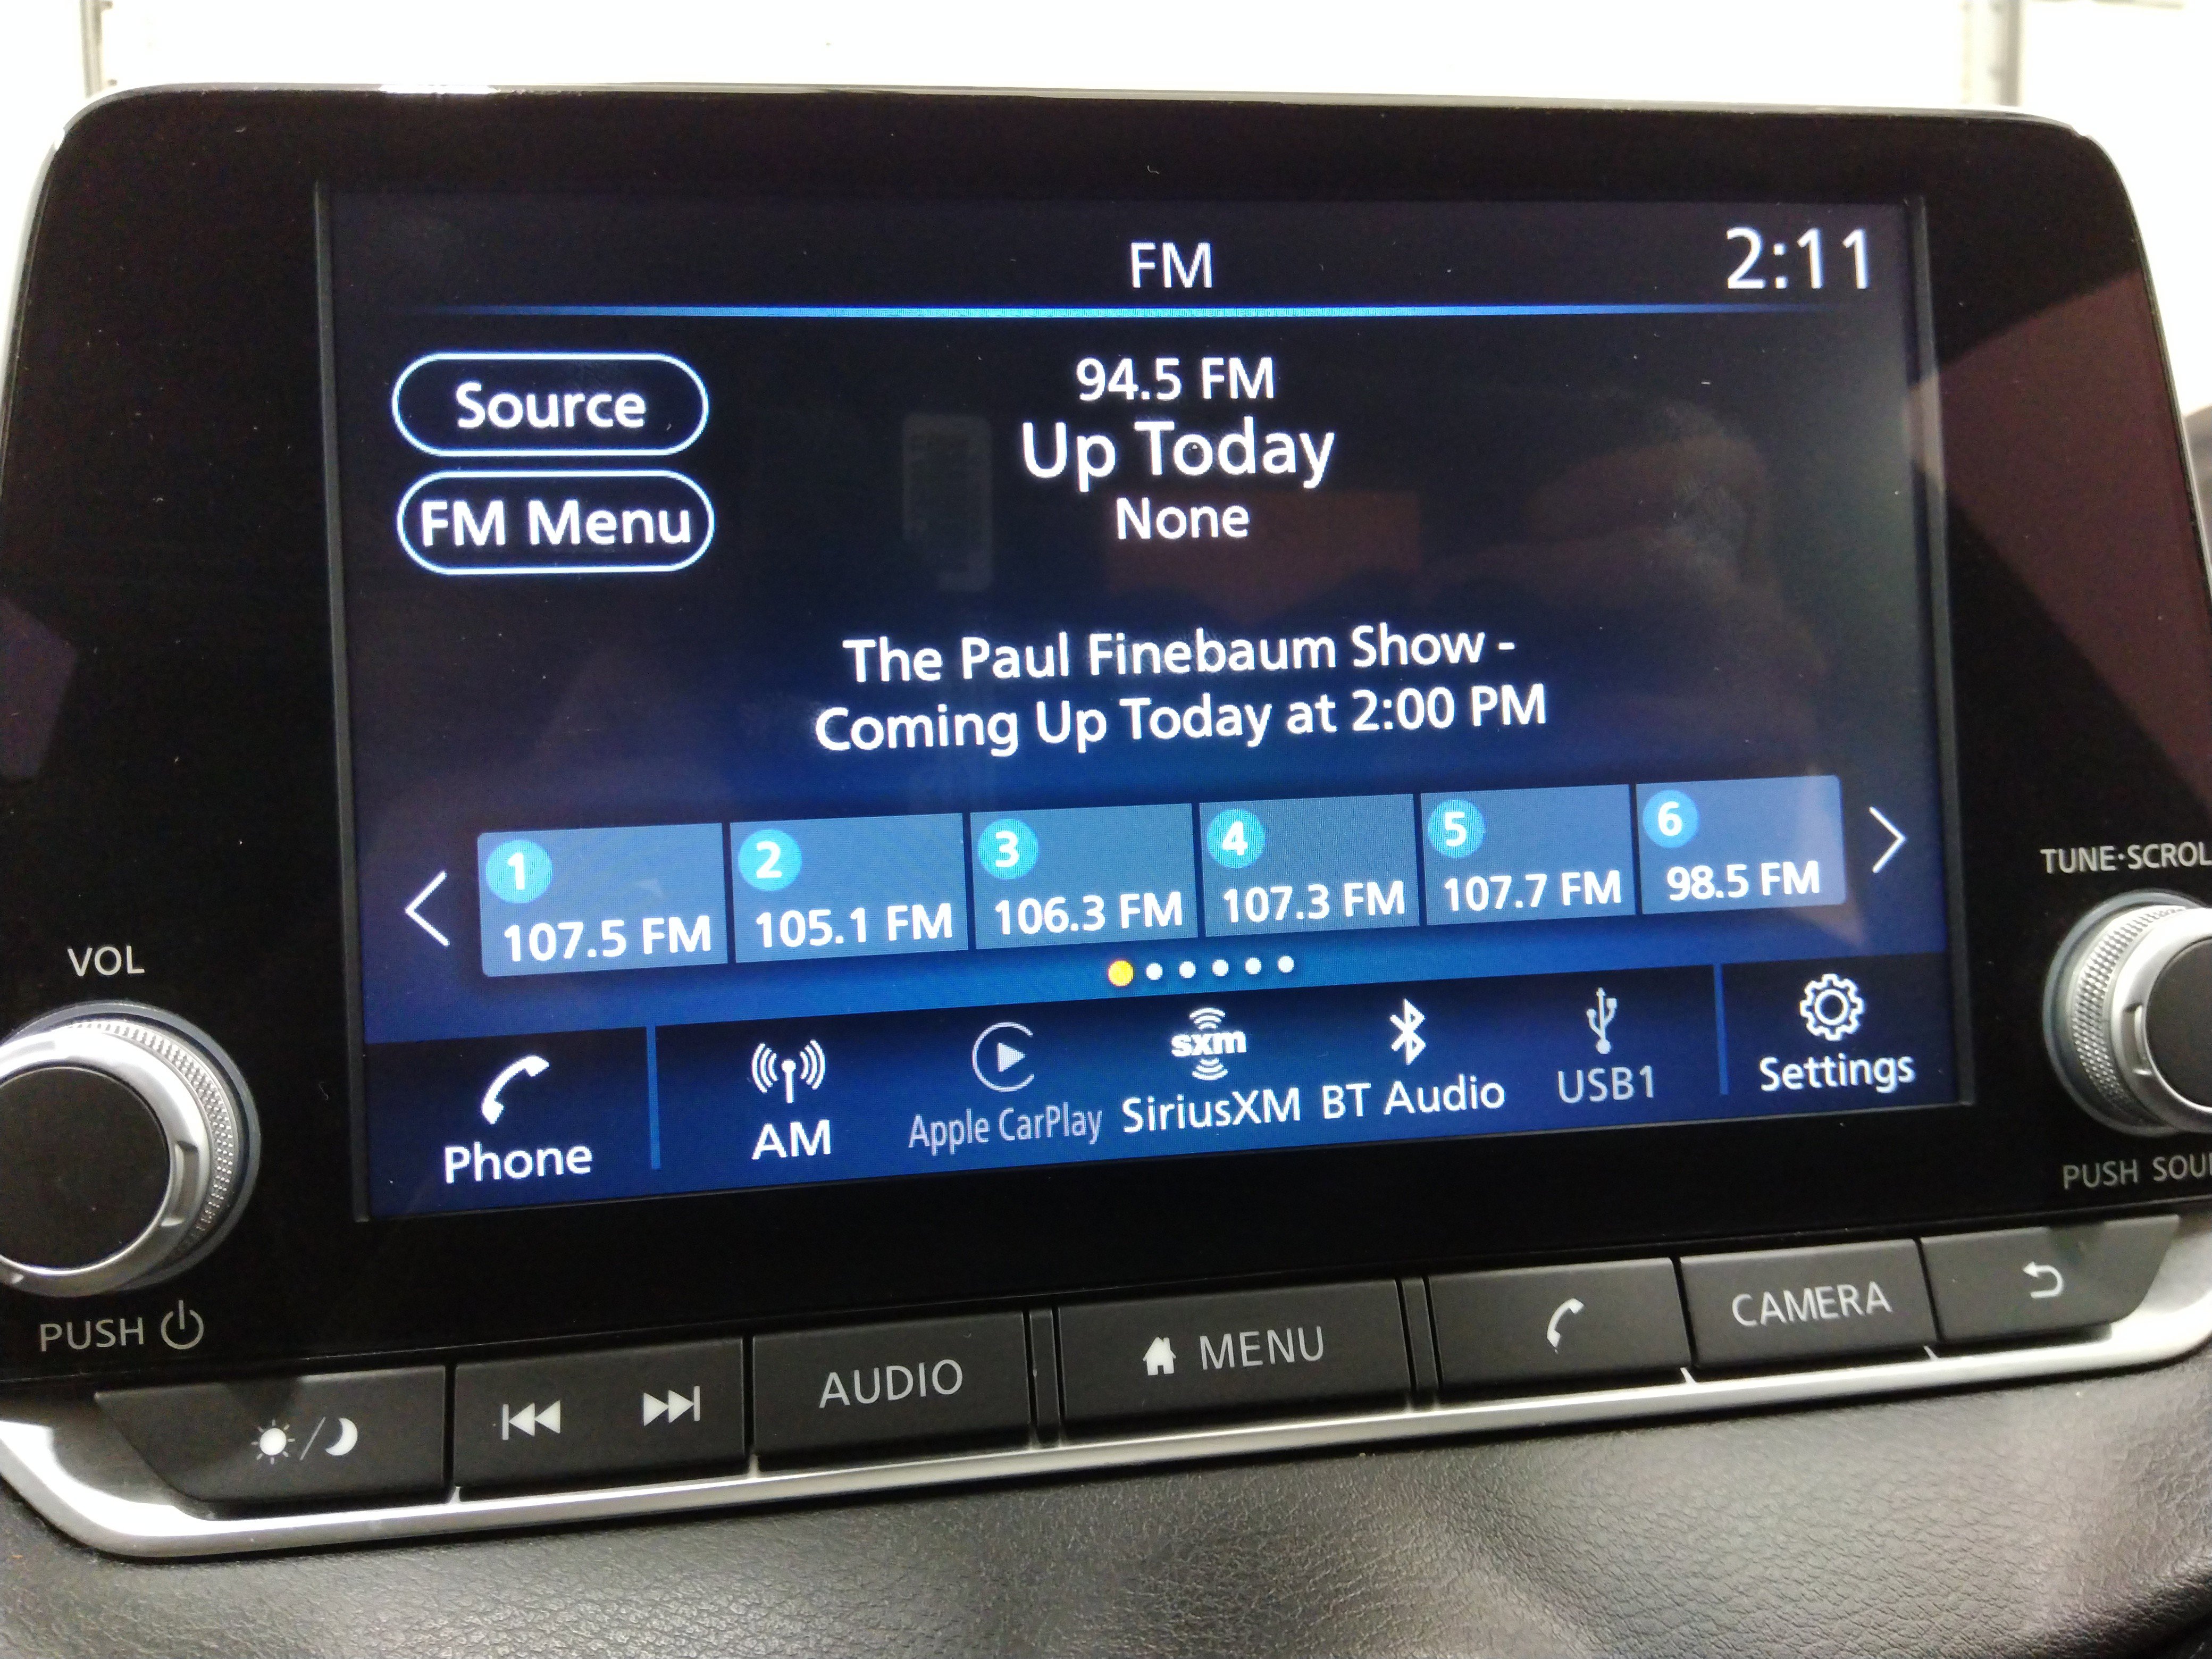 FM
2:11
Source
94.5 FM
Up Today
FM Menu
None
The Paul Finebaum Show -
Coming Up Today at 2:00 PM
1
2
3
4
5
6
107.5 FM
105.1 FM
106.3 FM
107.3 FM
107.7 FM
98.5 FM
VOL
TUNE·SCROL
Phone
AM
Apple CarPlay
sxm
SiriusXM
BT Audio
USB1
Settings
PUSH
PUSH SOU
AUDIO
MENU
CAMERA